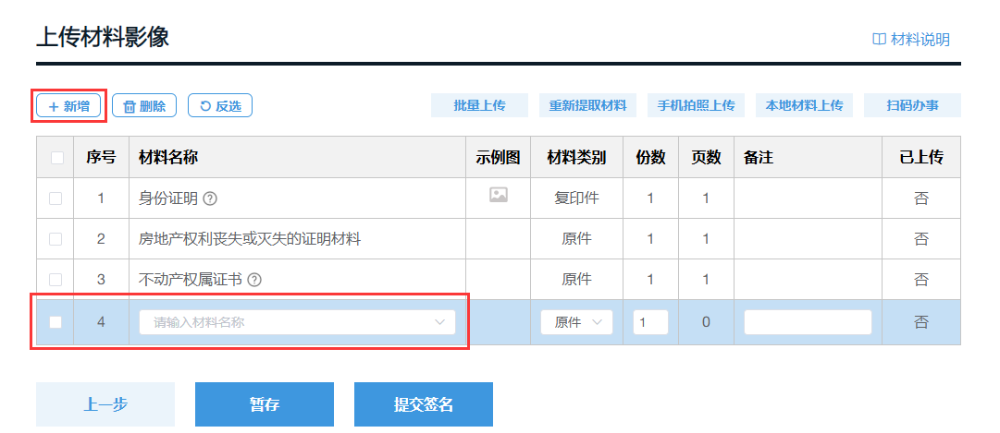 上传材料影像
材料说明
新增 删除 反选 批量上传 重新提取材料 手机拍照上传 本地材料上传 扫码办事
序号 材料名称 示例图 材料类别 份数 页数 备注 已上传
1 身份证明 复印件 1 1 否
2 房地产权利丧失或灭失的证明材料 原件 1 1 否
3 不动产权属证书 原件 1 1 否
4 请输入材料名称 原件 1 0 否
上一步 暂存 提交签名